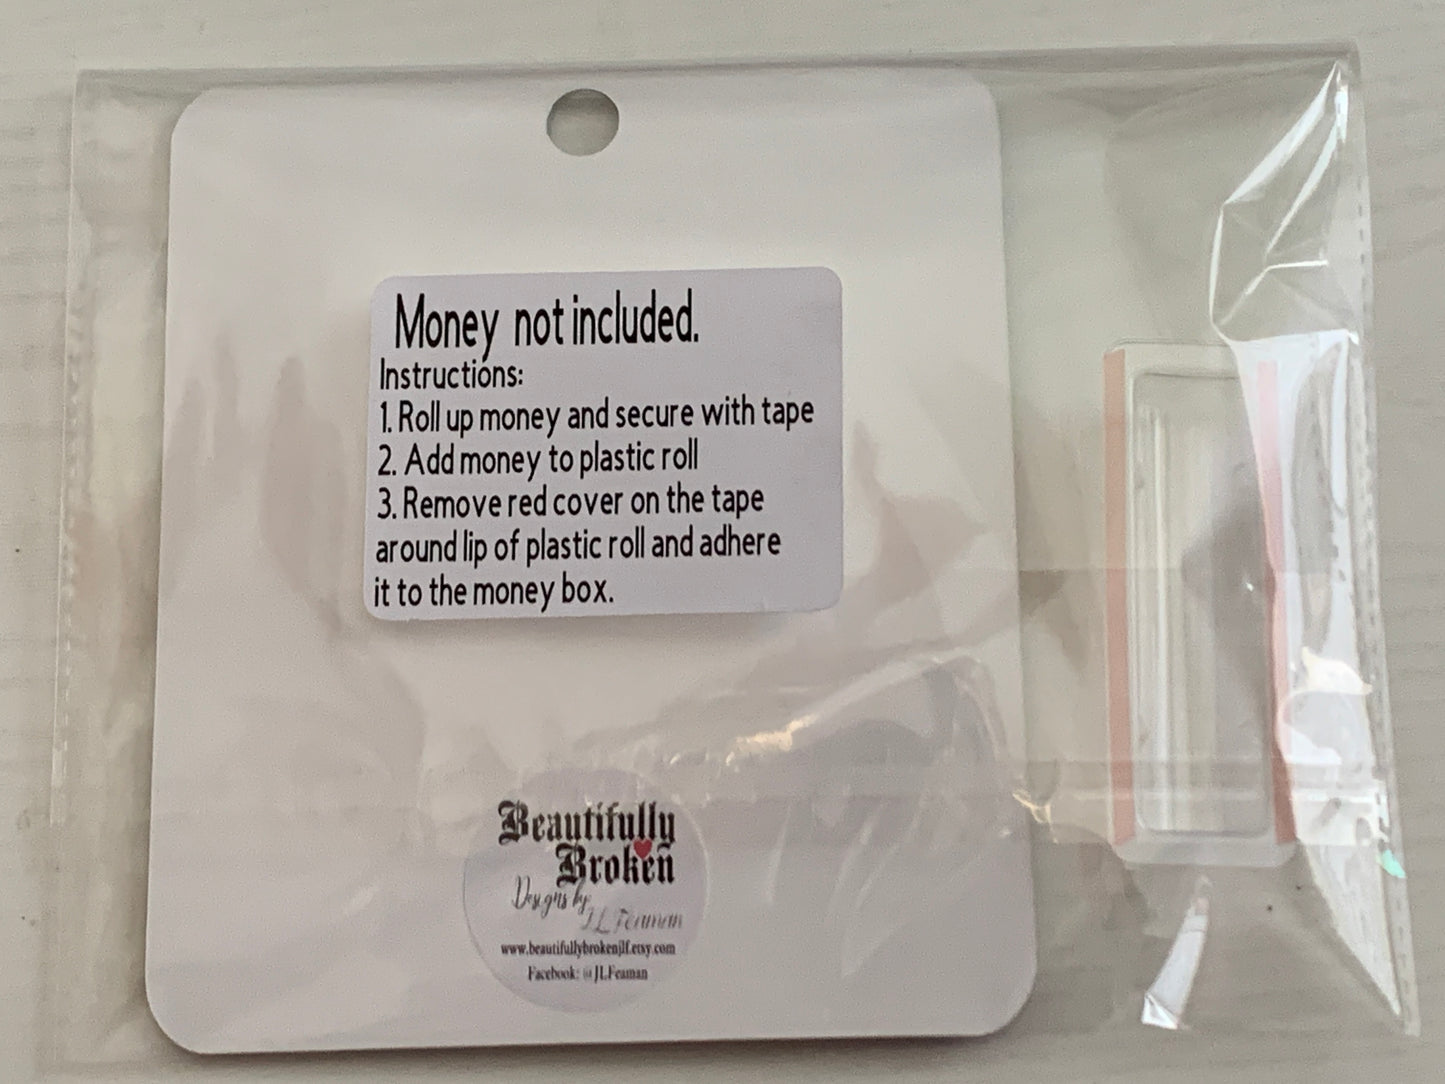 Money not included.
Instructions:
1. Roll up money and secure with tape
2. Add money to plastic roll
3. Remove red cover on the tape
around lip of plastic roll and adhere
it to the money box.
Beautifully
Broken
Designs by
JL Feaman
www.beautifullybrokenjlf.etsy.com
Facebook: @JLFeaman